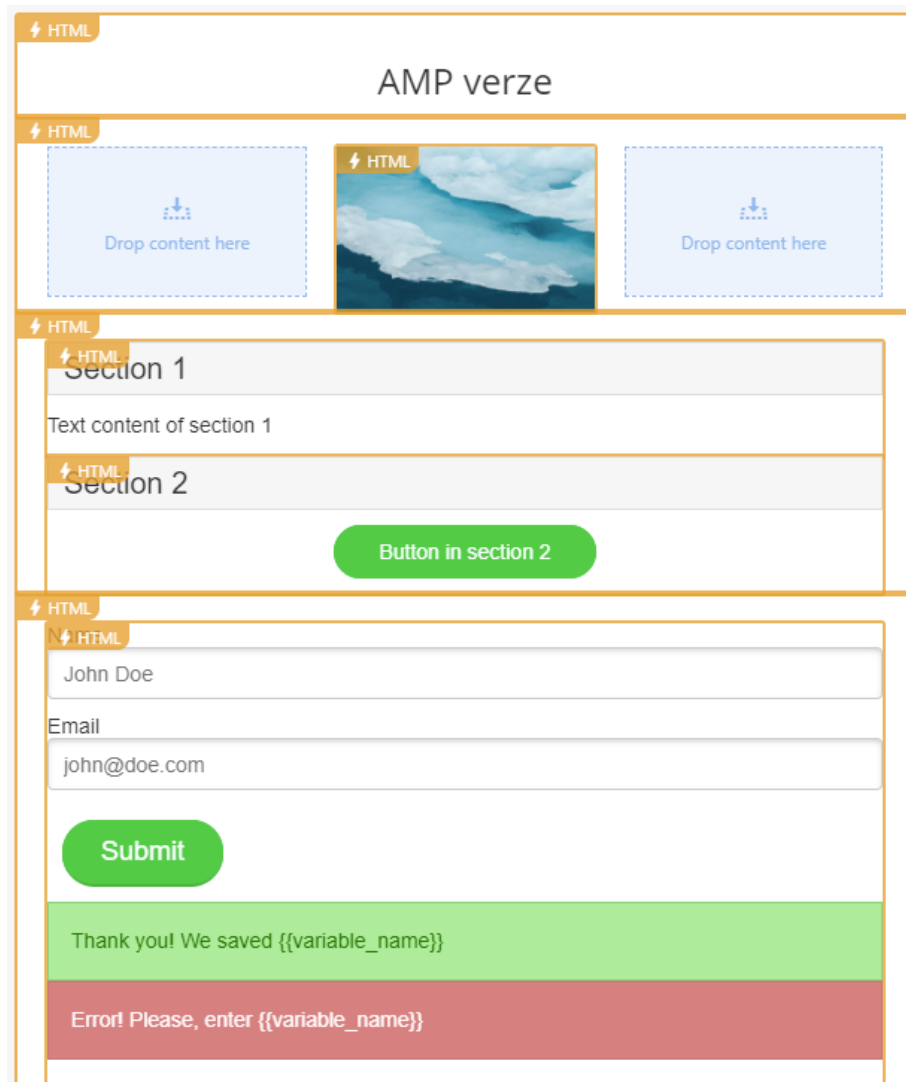 HTML
AMP verze
HTML
Drop content here
HTML
Drop content here
HTML
HTML
Section 1
Text content of section 1
HTML
Section 2
Button in section 2
HTML
HTML
John Doe
Email
john@doe.com
Submit
Thank you! We saved {{variable_name}}
Error! Please, enter {{variable_name}}